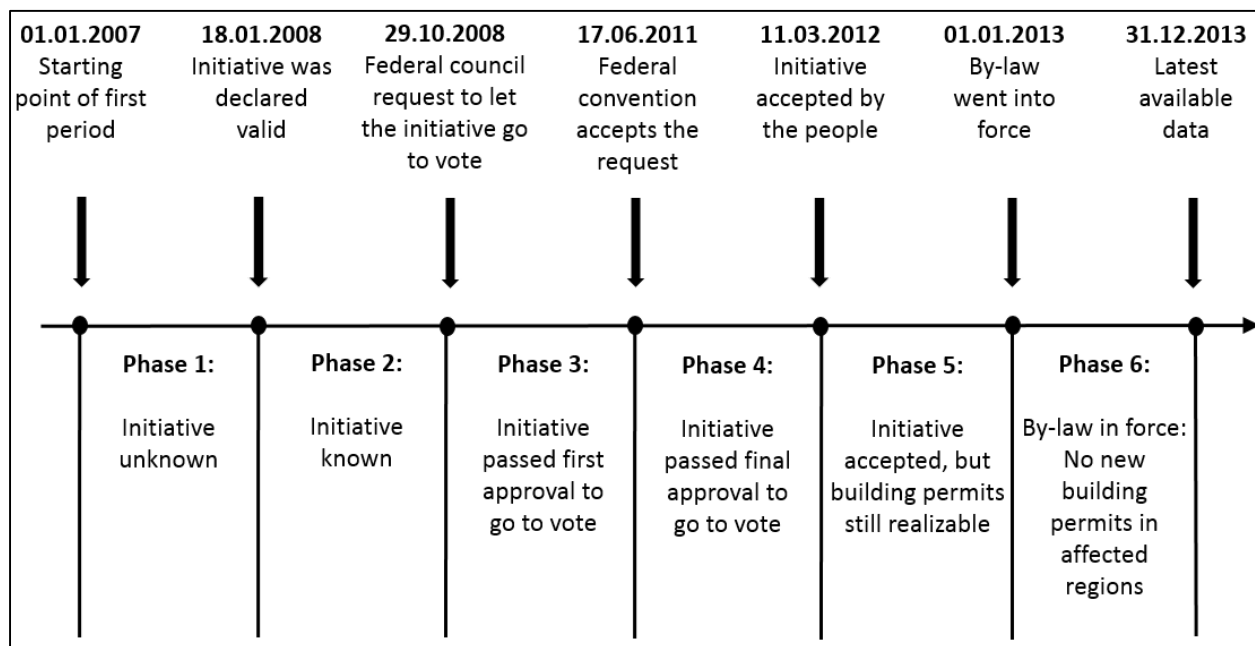 01.01.2007
Starting
point of first
period
18.01.2008
Initiative was
declared
valid
29.10.2008
Federal council
request to let
the initiative go
to vote
17.06.2011
Federal
convention
accepts the
request
11.03.2012
Initiative
accepted by
the people
01.01.2013
By-law
went into
force
31.12.2013
Latest
available
data
Phase 1:
Initiative
unknown
Phase 2:
Initiative
known
Phase 3:
Initiative
passed first
approval to
go to vote
Phase 4:
Initiative
passed final
approval to
go to vote
Phase 5:
Initiative
accepted, but
building permits
still realizable
Phase 6:
By-law in force:
No new
building
permits in
affected
regions